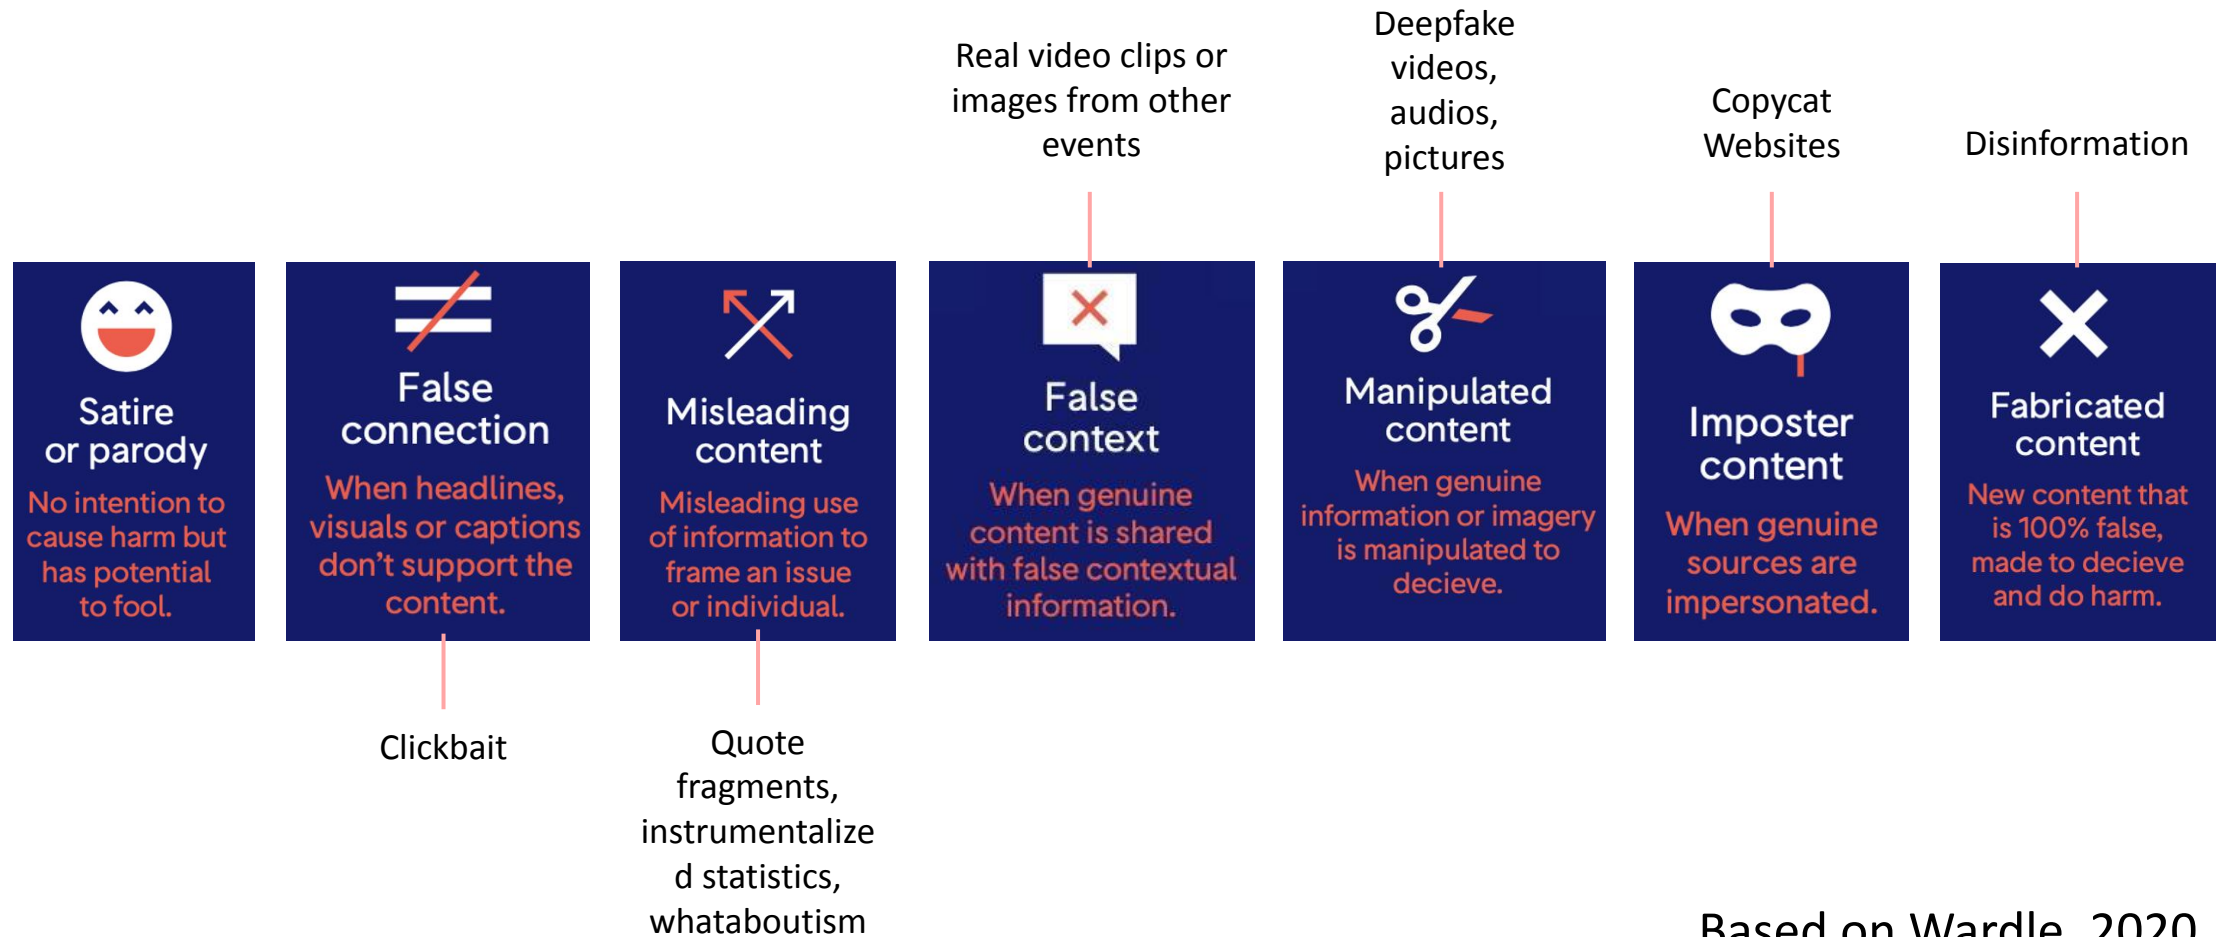 Real video clips or
images from other
events
Deepfake
videos,
audios,
pictures
Copycat
Websites
Disinformation
Satire
or parody
No intention to
cause harm but
has potential
to fool.
False
connection
When headlines,
visuals or captions
don't support the
content.
Misleading
content
Misleading use
of information to
frame an issue
or individual.
False
context
When genuine
content is shared
with false contextual
information.
Manipulated
content
When genuine
information or imagery
is manipulated to
decieve.
Imposter
content
When genuine
sources are
impersonated.
Fabricated
content
New content that
is 100% false,
made to decieve
and do harm.
Clickbait
Quote
fragments,
instrumentalize
d statistics,
whataboutism
Based on Wardle, 2020